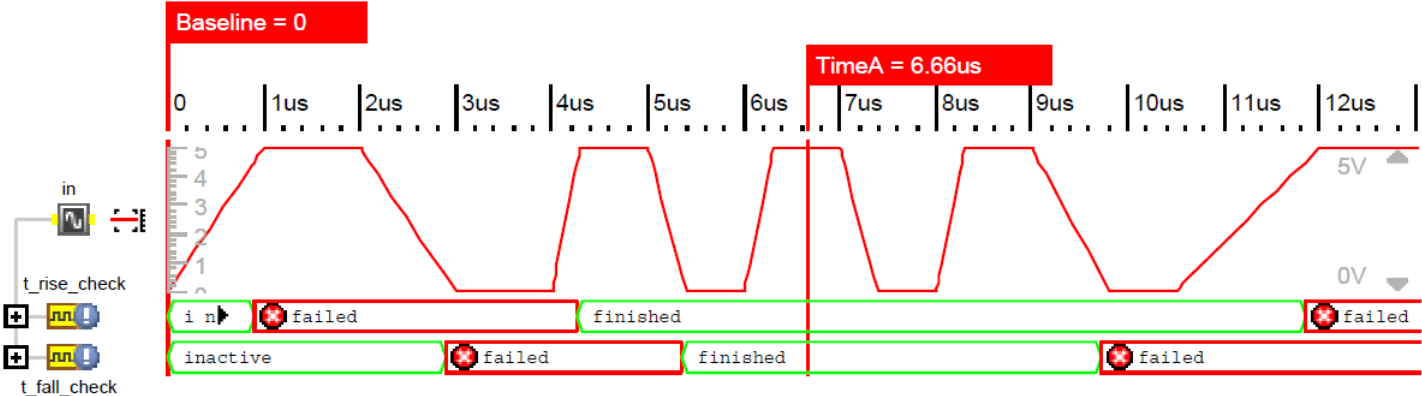 Baseline = 0
TimeA = 6.66us
0 1us 2us 3us 4us 5us 6us 7us 8us 9us 10us 11us 12us
5
4
3
2
1
0
5V
0V
in
t_rise_check
i n failed finished failed
inactive failed finished failed
t_fall_check